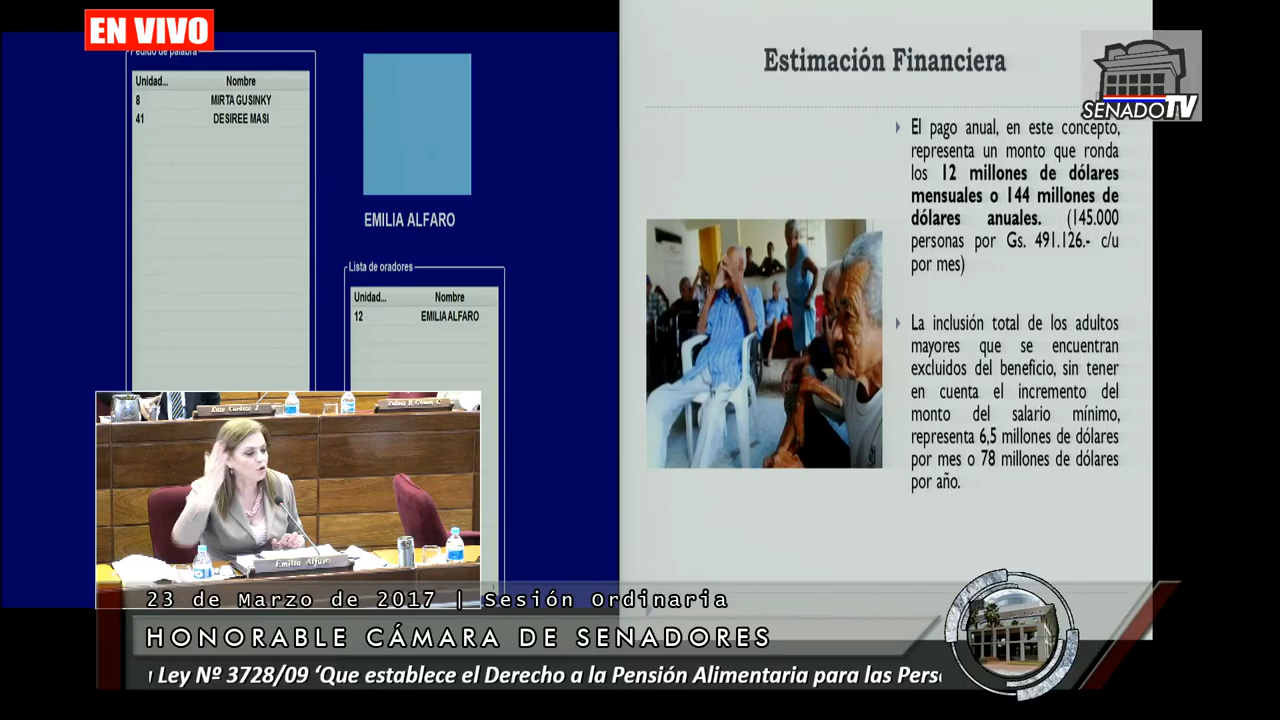 EN VIVO
Pedido de palabra
Unidad... Nombre
8 MIRTA GUSINKY
41 DESIREE MASI
EMILIA ALFARO
Lista de oradores
Unidad... Nombre
12 EMILIA ALFARO
Estimación Financiera
SENADO TV
El pago anual, en este concepto,
representa un monto que ronda
los 12 millones de dólares
mensuales o 144 millones de
dólares anuales. (145.000
personas por Gs. 491.126.- c/u
por mes)
La inclusión total de los adultos
mayores que se encuentran
excluidos del beneficio, sin tener
en cuenta el incremento del
monto del salario mínimo,
representa 6,5 millones de dólares
por mes o 78 millones de dólares
por año.
Emilia Alfaro
23 de Marzo de 2017 | Sesión Ordinaria
HONORABLE CÁMARA DE SENADORES
Ley Nº 3728/09 ‘Que establece el Derecho a la Pensión Alimentaria para las Pers